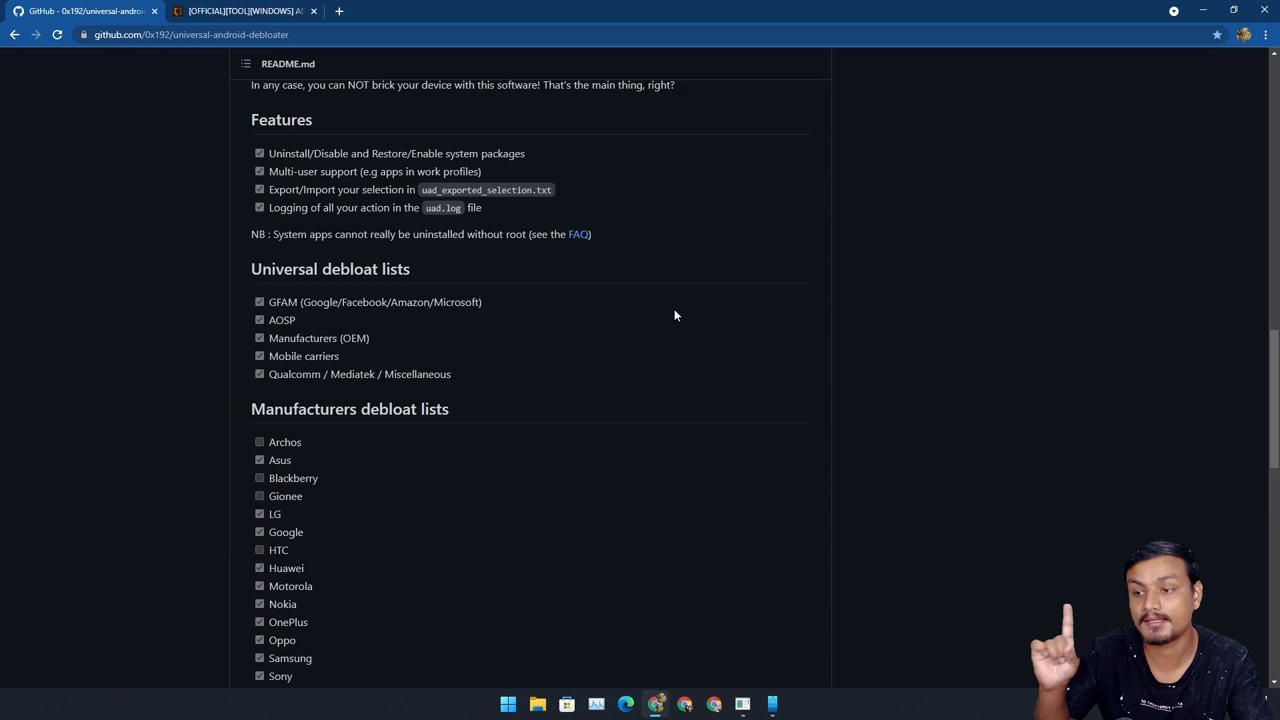 GitHub - 0x192/universal-androi
[OFFICIAL][TOOL][WINDOWS] AD
github.com/0x192/universal-android-debloater
README.md
In any case, you can NOT brick your device with this software! That's the main thing, right?
Features
Uninstall/Disable and Restore/Enable system packages
Multi-user support (e.g apps in work profiles)
Export/Import your selection in uad_exported_selection.txt
Logging of all your action in the uad.log file
NB : System apps cannot really be uninstalled without root (see the FAQ)
Universal debloat lists
GFAM (Google/Facebook/Amazon/Microsoft)
AOSP
Manufacturers (OEM)
Mobile carriers
Qualcomm / Mediatek / Miscellaneous
Manufacturers debloat lists
Archos
Asus
Blackberry
Gionee
LG
Google
HTC
Huawei
Motorola
Nokia
OnePlus
Oppo
Samsung
Sony